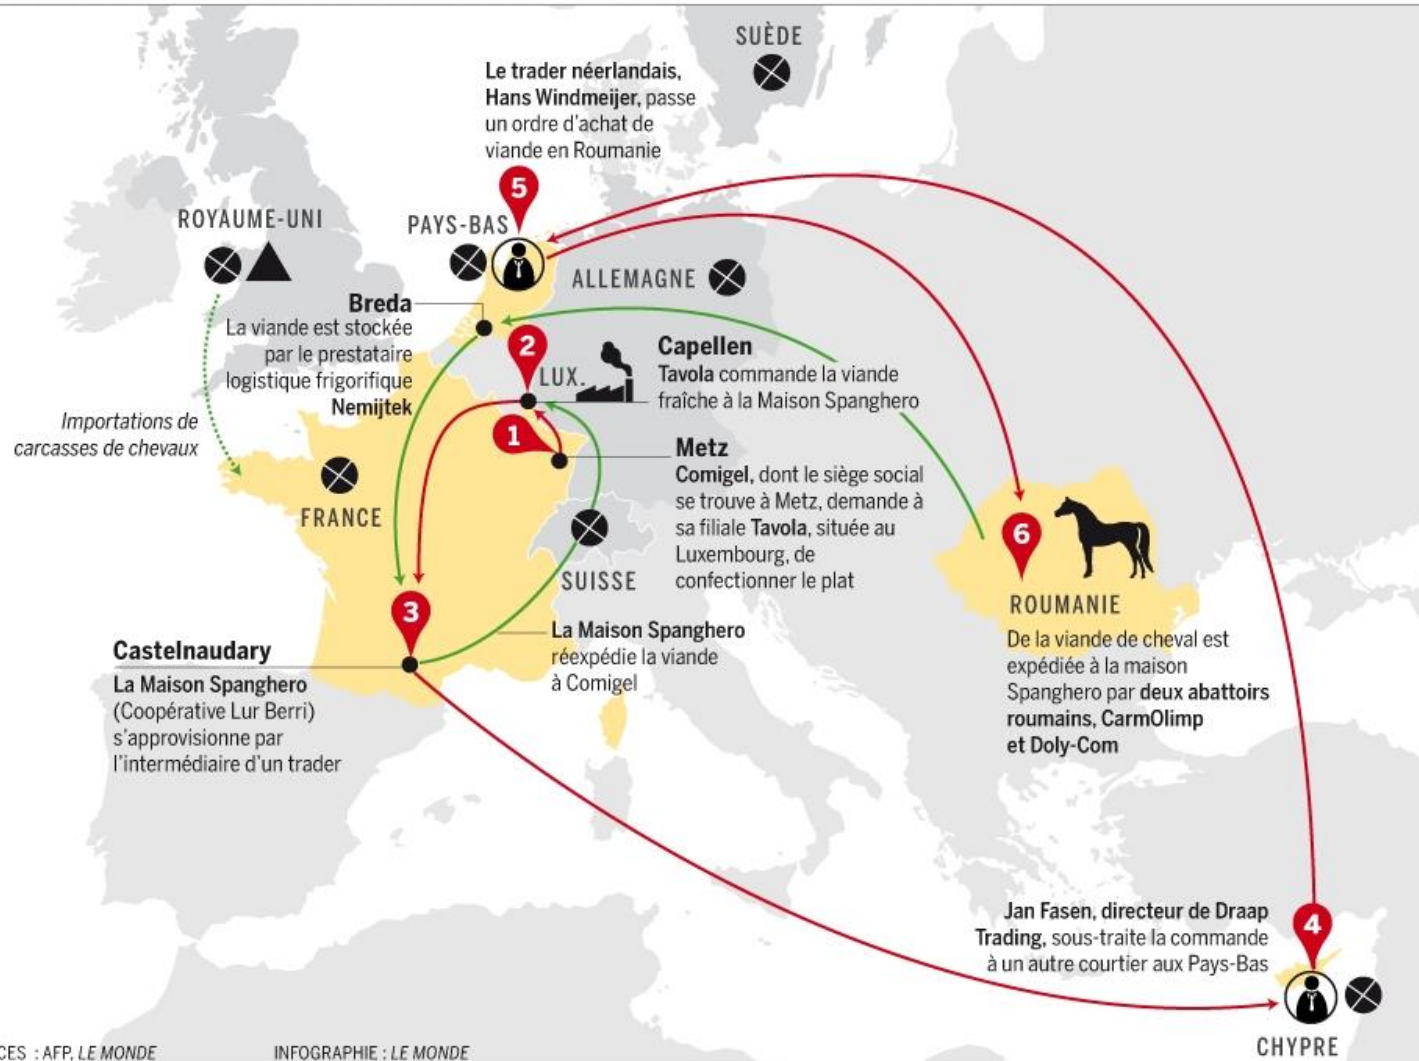 SUÈDE
Le trader néerlandais,
Hans Windmeijer, passe
un ordre d'achat de
viande en Roumanie
5
ROYAUME-UNI
PAYS-BAS
ALLEMAGNE
Breda
La viande est stockée
par le prestataire
logistique frigorifique
Nemijtek
2
LUX.
Capellen
Tavola commande la viande
fraîche à la Maison Spanghero
Importations de
carcasses de chevaux
1
Metz
Comigel, dont le siège social
se trouve à Metz, demande à
sa filiale Tavola, située au
Luxembourg, de
confectionner le plat
FRANCE
SUISSE
6
ROUMANIE
De la viande de cheval est
expédiée à la maison
Spanghero par deux abattoirs
roumains, CarmOlimp
et Doly-Com
3
Castelnaudary
La Maison Spanghero
(Coopérative Lur Berri)
s'approvisionne par
l'intermédiaire d'un trader
La Maison Spanghero
réexpédie la viande
à Comigel
Jan Fasen, directeur de Draap
Trading, sous-traite la commande
à un autre courtier aux Pays-Bas
4
CHYPRE
CES : AFP, LE MONDE
INFOGRAPHIE : LE MONDE